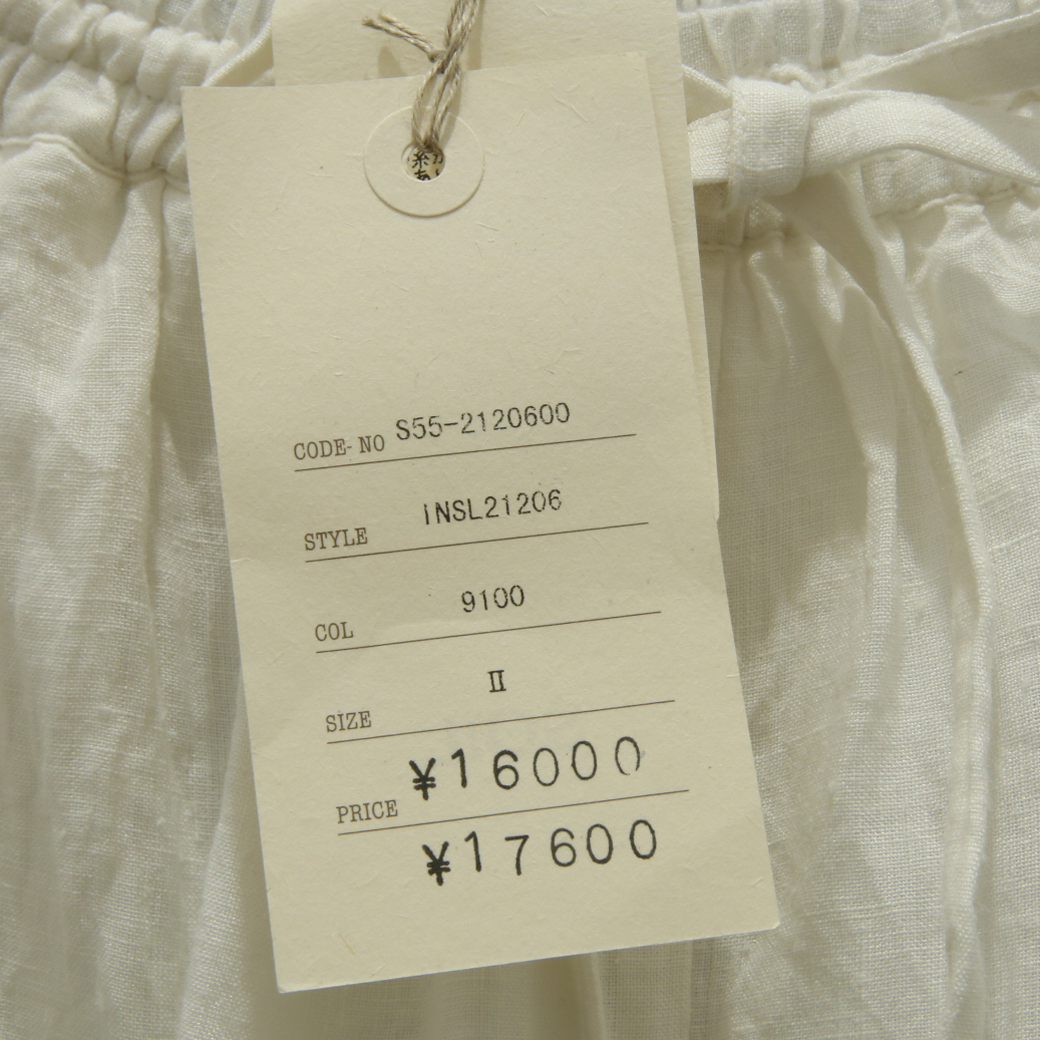 CODE-NO S55-2120600
STYLE INSL21206
COL 9100
SIZE Ⅱ
PRICE ¥16000
¥17600